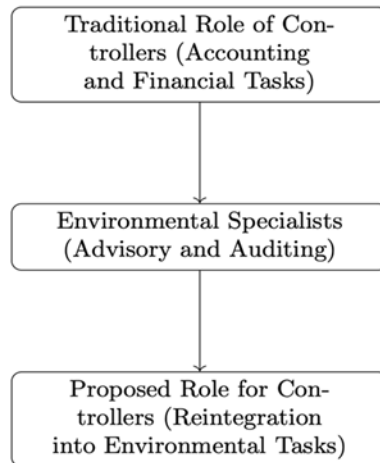 Traditional Role of Con-
trollers (Accounting
and Financial Tasks)
Environmental Specialists
(Advisory and Auditing)
Proposed Role for Con-
trollers (Reintegration
into Environmental Tasks)